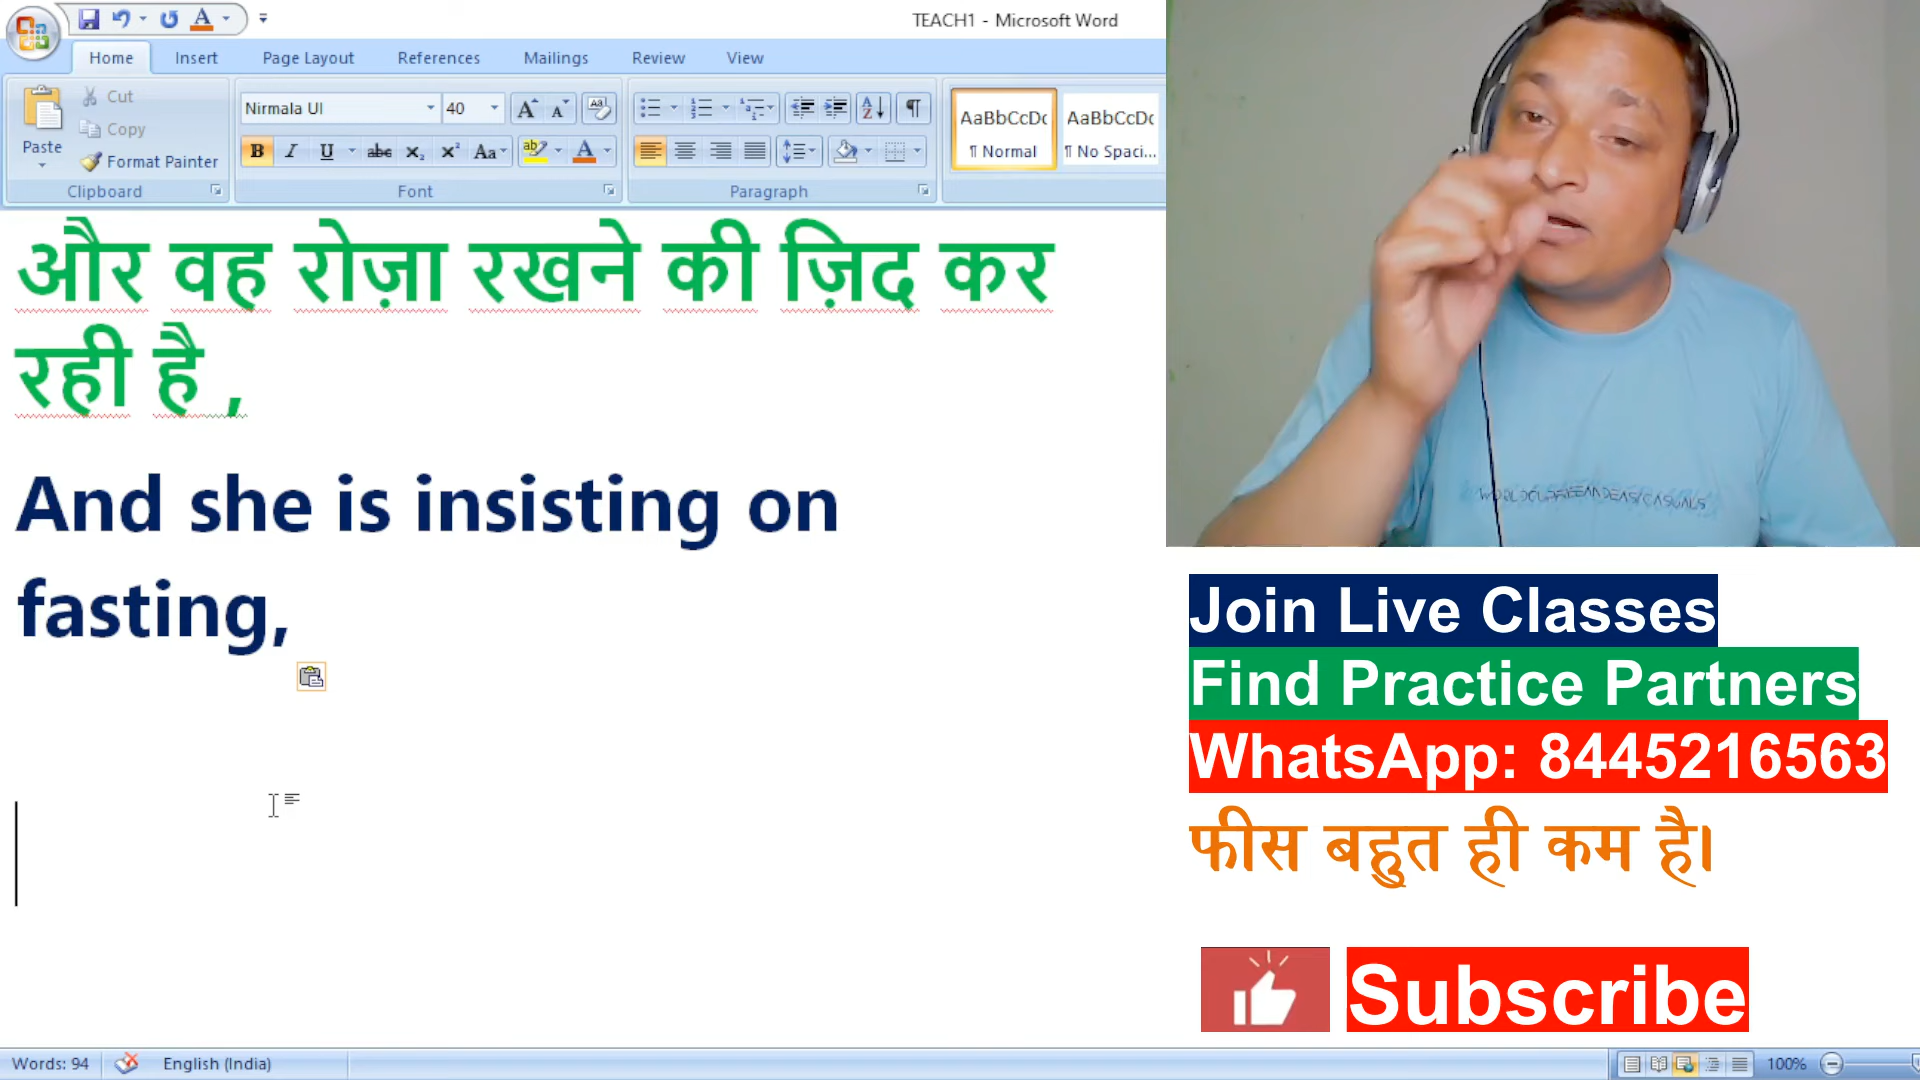 TEACH1 - Microsoft Word
Home Insert Page Layout References Mailings Review View
Paste
Cut
Copy
Format Painter
Clipboard
Nirmala UI 40
Font
Paragraph
AaBbCcDc AaBbCcDc
¶ Normal ¶ No Spaci...
और वह रोज़ा रखने की ज़िद कर
रही है ,
And she is insisting on
fasting,
Join Live Classes
Find Practice Partners
WhatsApp: 8445216563
फीस बहुत ही कम है।
Subscribe
Words: 94 English (India) 100%